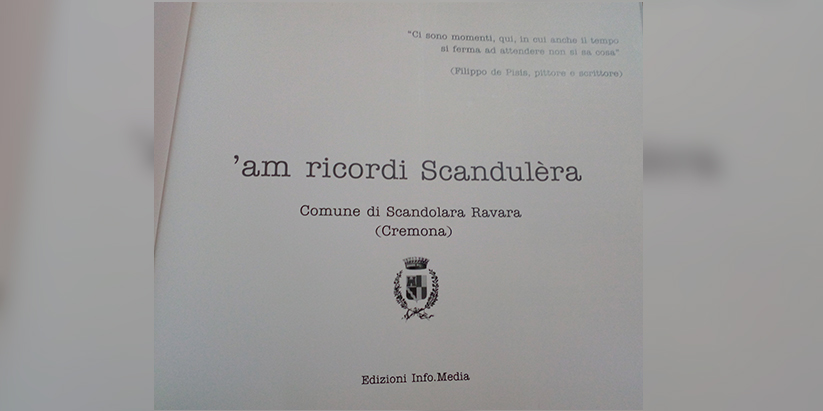 "Ci sono momenti, qui, in cui anche il tempo
si ferma ad attendere non si sa cosa"
(Filippo de Pisis, pittore e scrittore)
'am ricordi Scandulèra
Comune di Scandolara Ravara
(Cremona)
Edizioni Info.Media